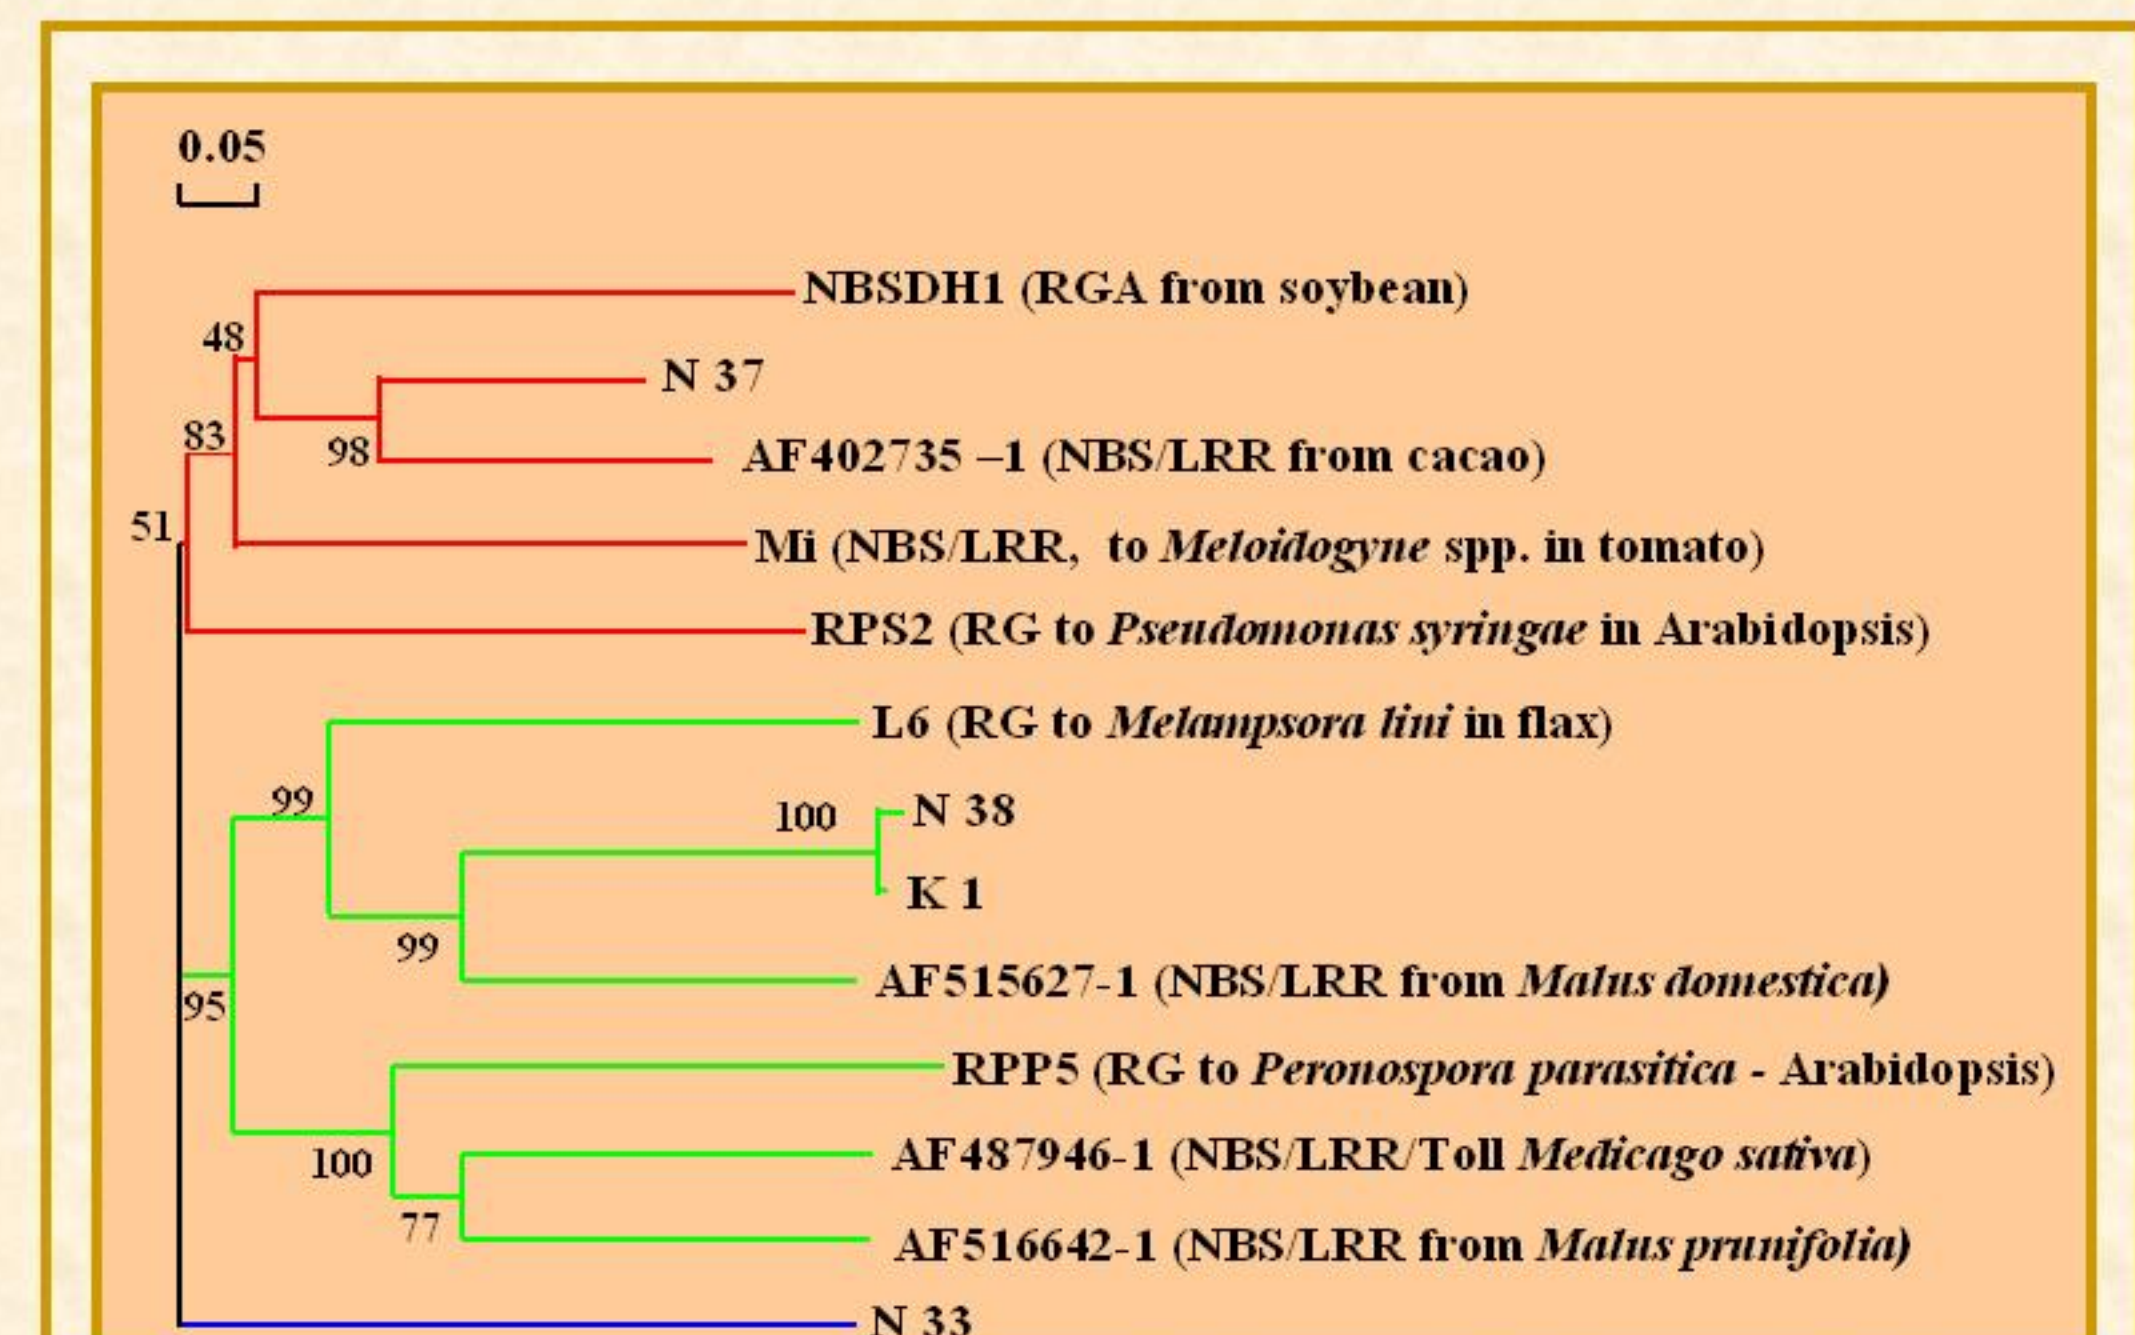 0.05
NBSDH1 (RGA from soybean)
48
N 37
83
98
AF402735 –1 (NBS/LRR from cacao)
51
Mi (NBS/LRR, to Meloidogyne spp. in tomato)
RPS2 (RG to Pseudomonas syringae in Arabidopsis)
L6 (RG to Melampsora lini in flax)
99
100
N 38
K 1
99
AF515627-1 (NBS/LRR from Malus domestica)
95
RPP5 (RG to Peronospora parasitica - Arabidopsis)
100
AF487946-1 (NBS/LRR/Toll Medicago sativa)
77
AF516642-1 (NBS/LRR from Malus prunifolia)
N 33